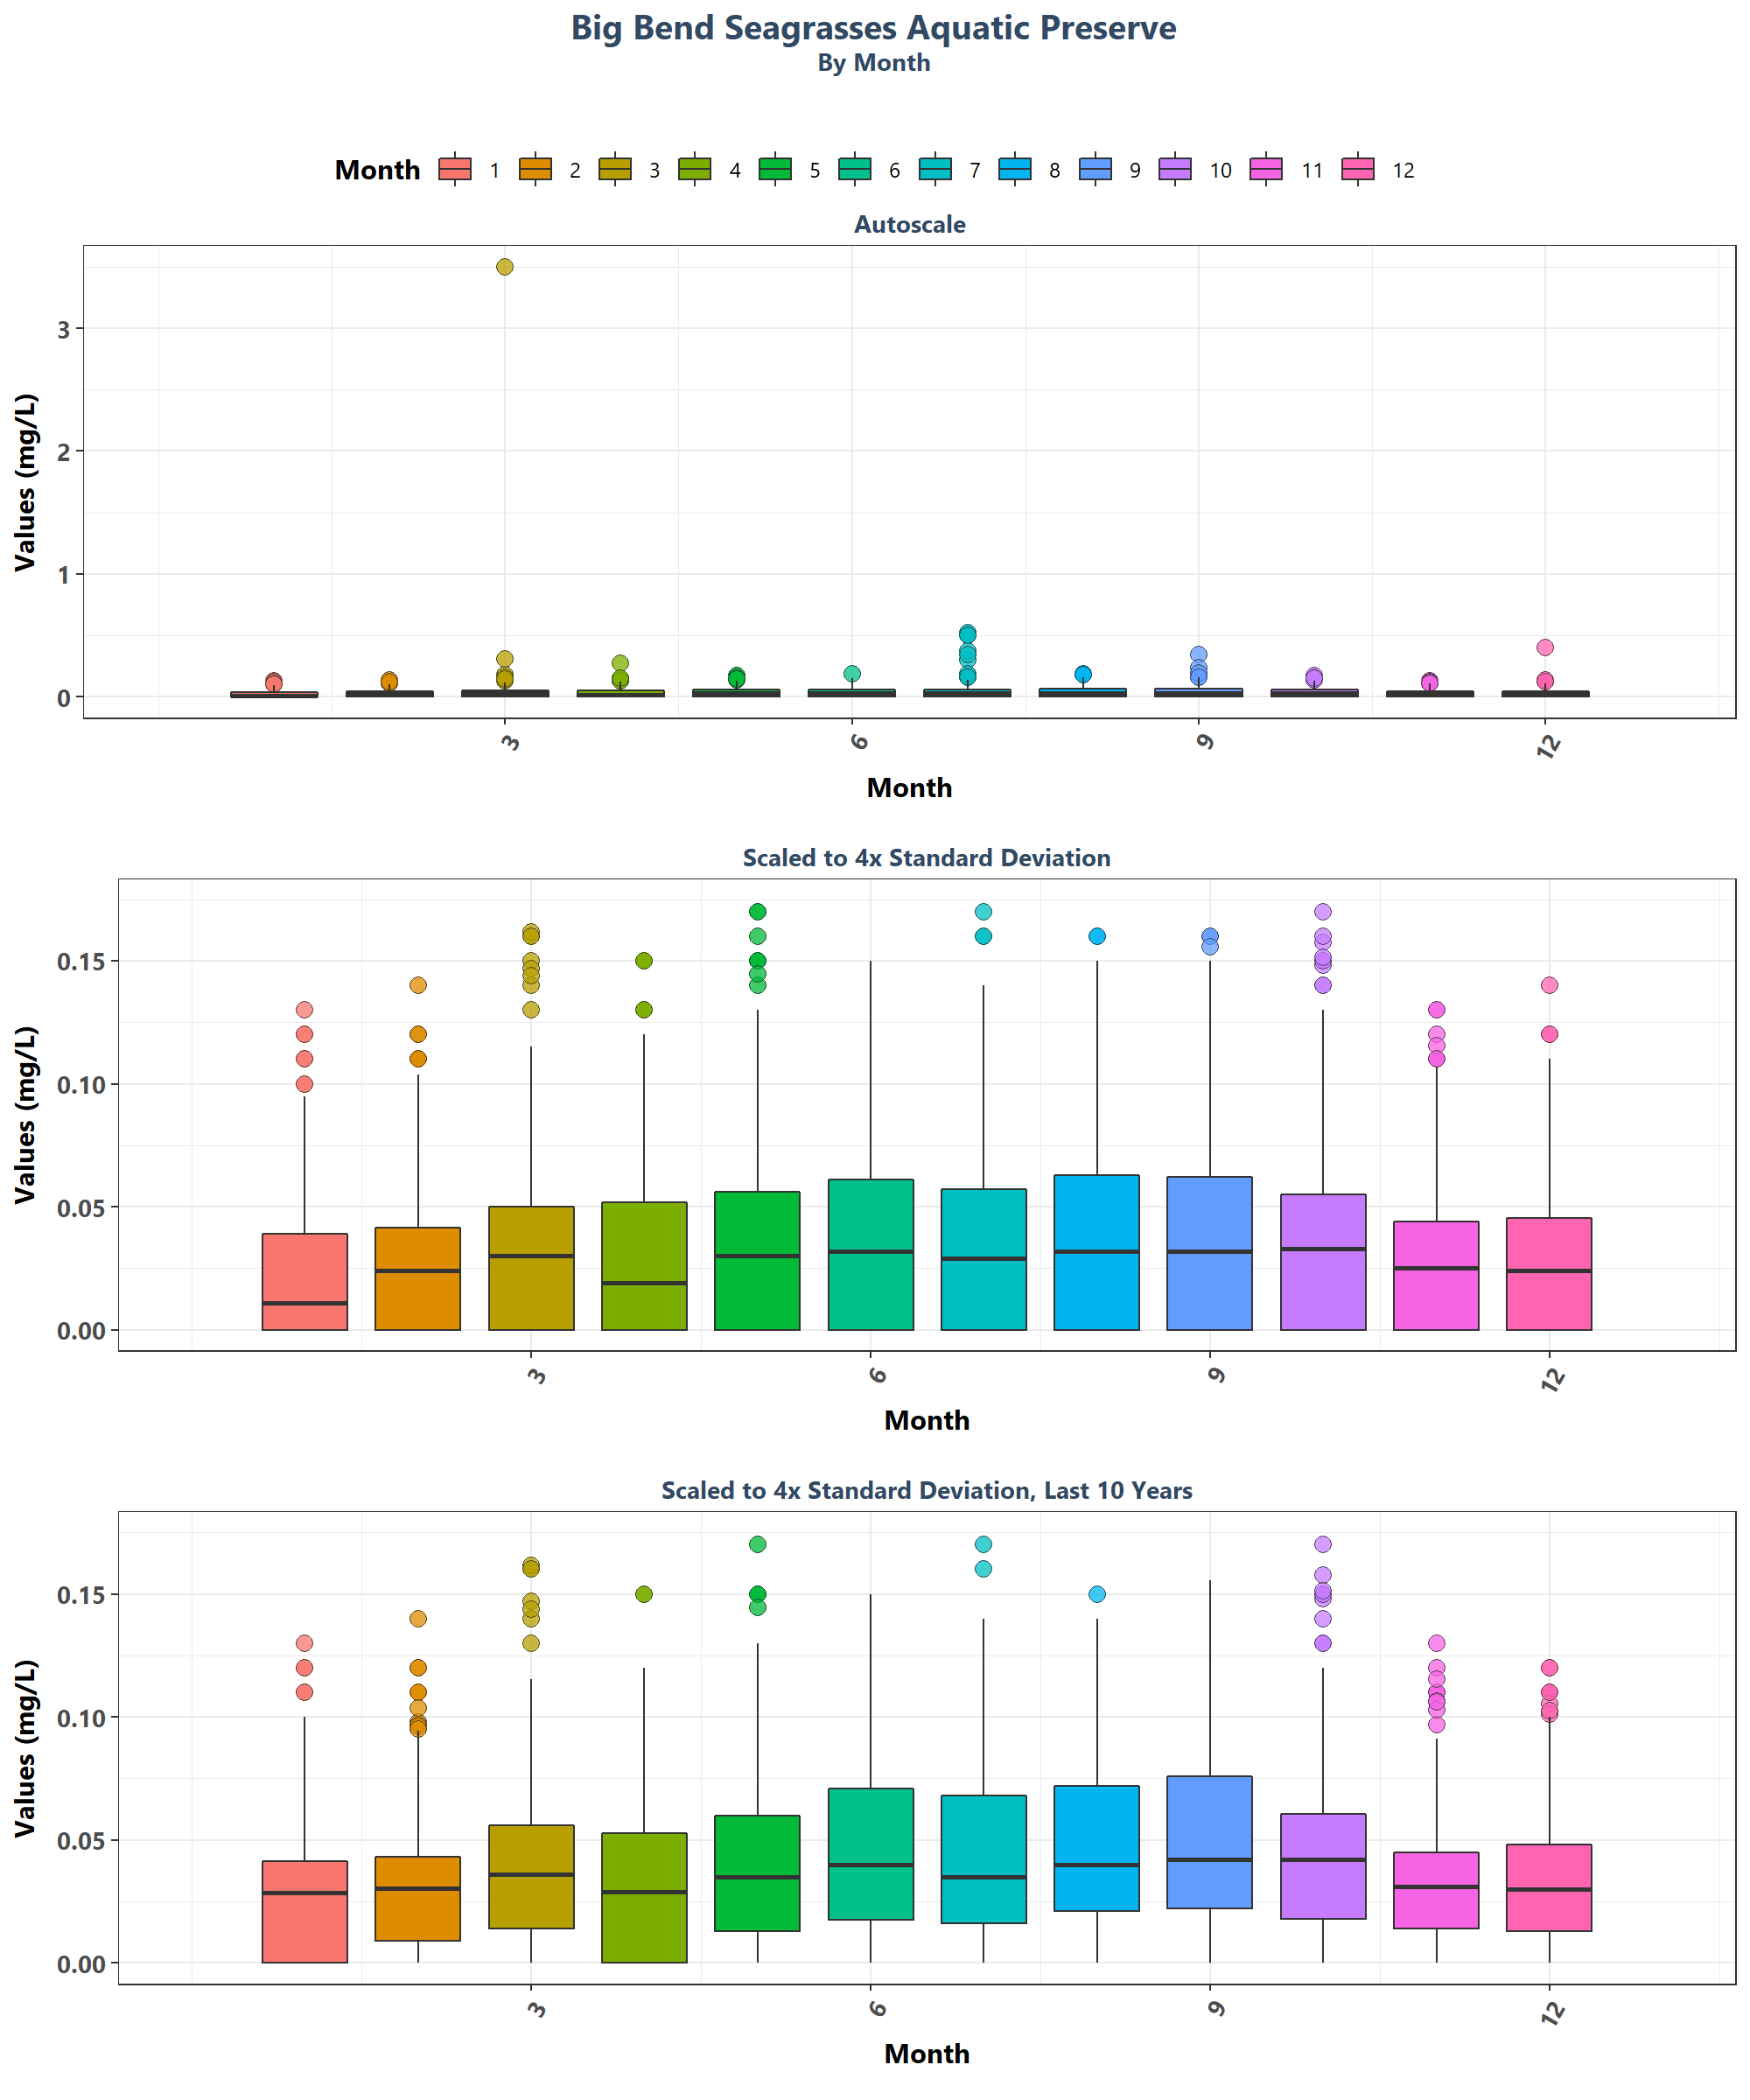 Big Bend Seagrasses Aquatic Preserve
By Month
Month 1 2 3 4 5 6 7 8 9 10 11 12
Autoscale
Values (mg/L)
3
2
1
0
3 6 9 12
Month
Scaled to 4x Standard Deviation
Values (mg/L)
0.15
0.10
0.05
0.00
3 6 9 12
Month
Scaled to 4x Standard Deviation, Last 10 Years
Values (mg/L)
0.15
0.10
0.05
0.00
3 6 9 12
Month